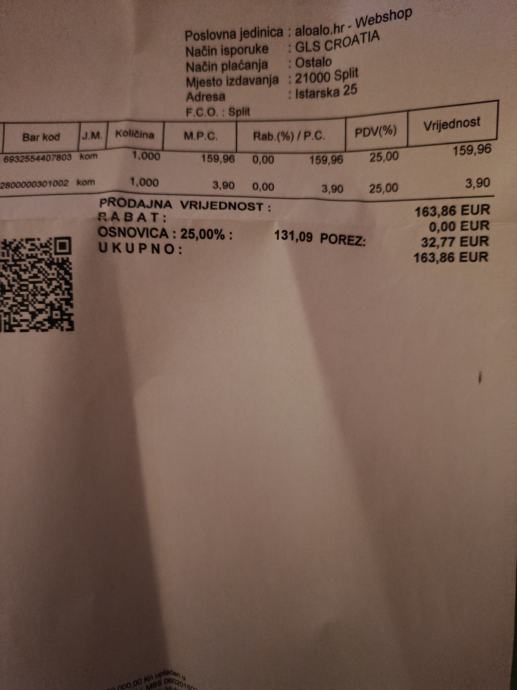 Poslovna jedinica : aloalo.hr - Webshop
Način isporuke : GLS CROATIA
Način plaćanja : Ostalo
Mjesto izdavanja : 21000 Split
Adresa : Istarska 25
F.C.O. : Split
Bar kod J.M. Količina M.P.C. Rab.(%) / P.C. PDV(%) Vrijednost
6932554407803 kom 1,000 159,96 0,00 159,96 25,00 159,96
2800000301002 kom 1,000 3,90 0,00 3,90 25,00 3,90
PRODAJNA VRIJEDNOST : 163,86 EUR
RABAT : 0,00 EUR
OSNOVICA : 25,00% : 131,09 POREZ: 32,77 EUR
UKUPNO : 163,86 EUR